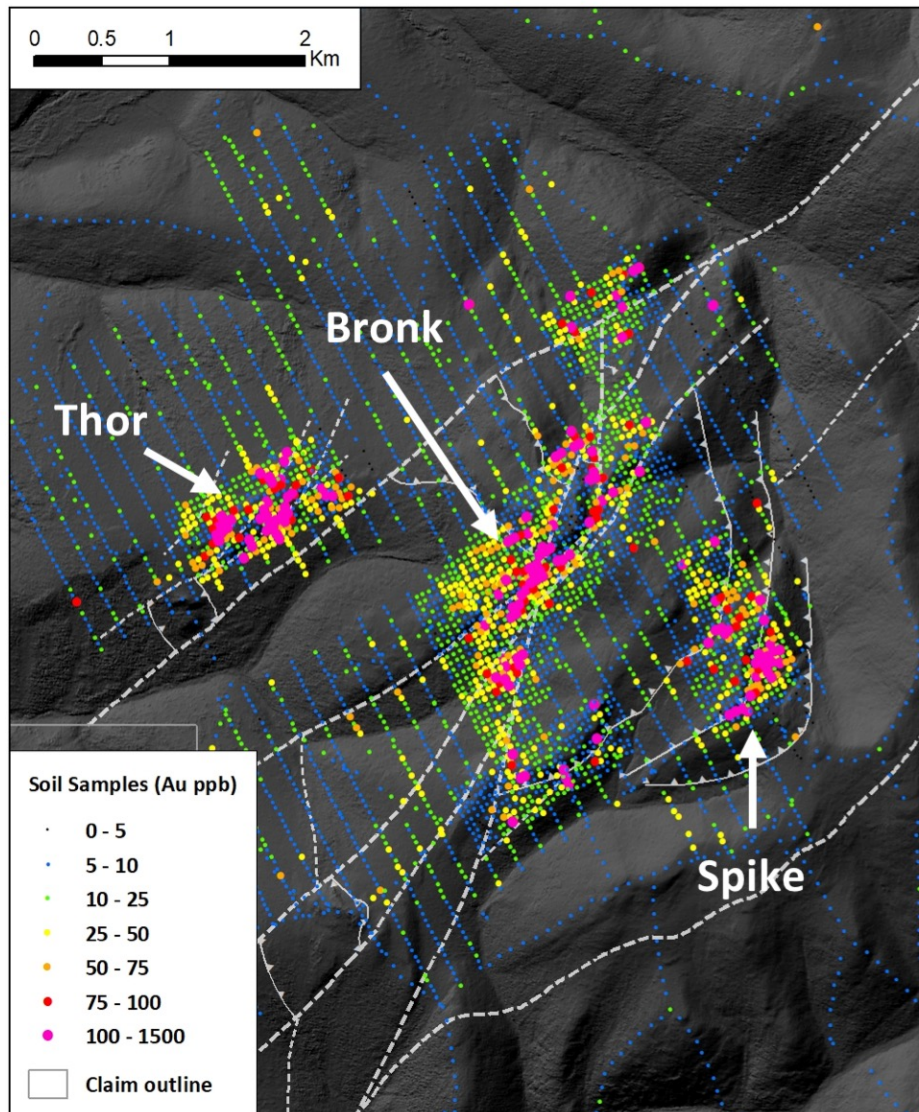 0 0.5 1 2
Km
Bronk
Thor
Spike
Soil Samples (Au ppb)
0 - 5
5 - 10
10 - 25
25 - 50
50 - 75
75 - 100
100 - 1500
Claim outline